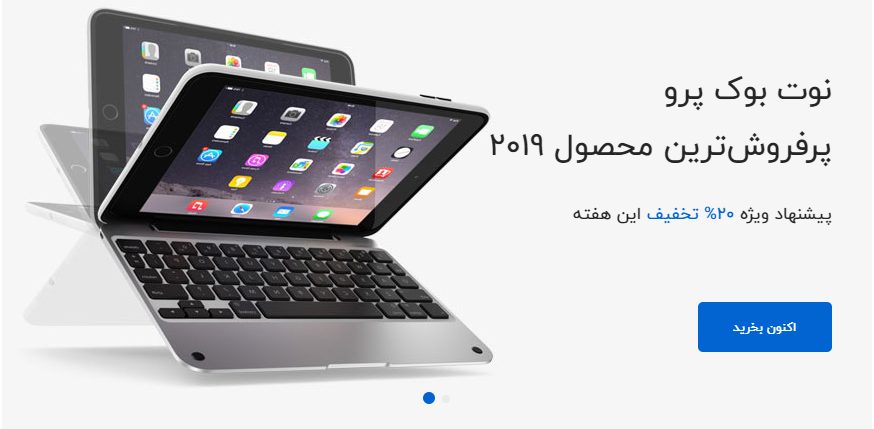 نوت بوک پرو
پرفروش‌ترین محصول ۲۰۱۹
پیشنهاد ویژه ۲۰% تخفیف این هفته
اکنون بخرید